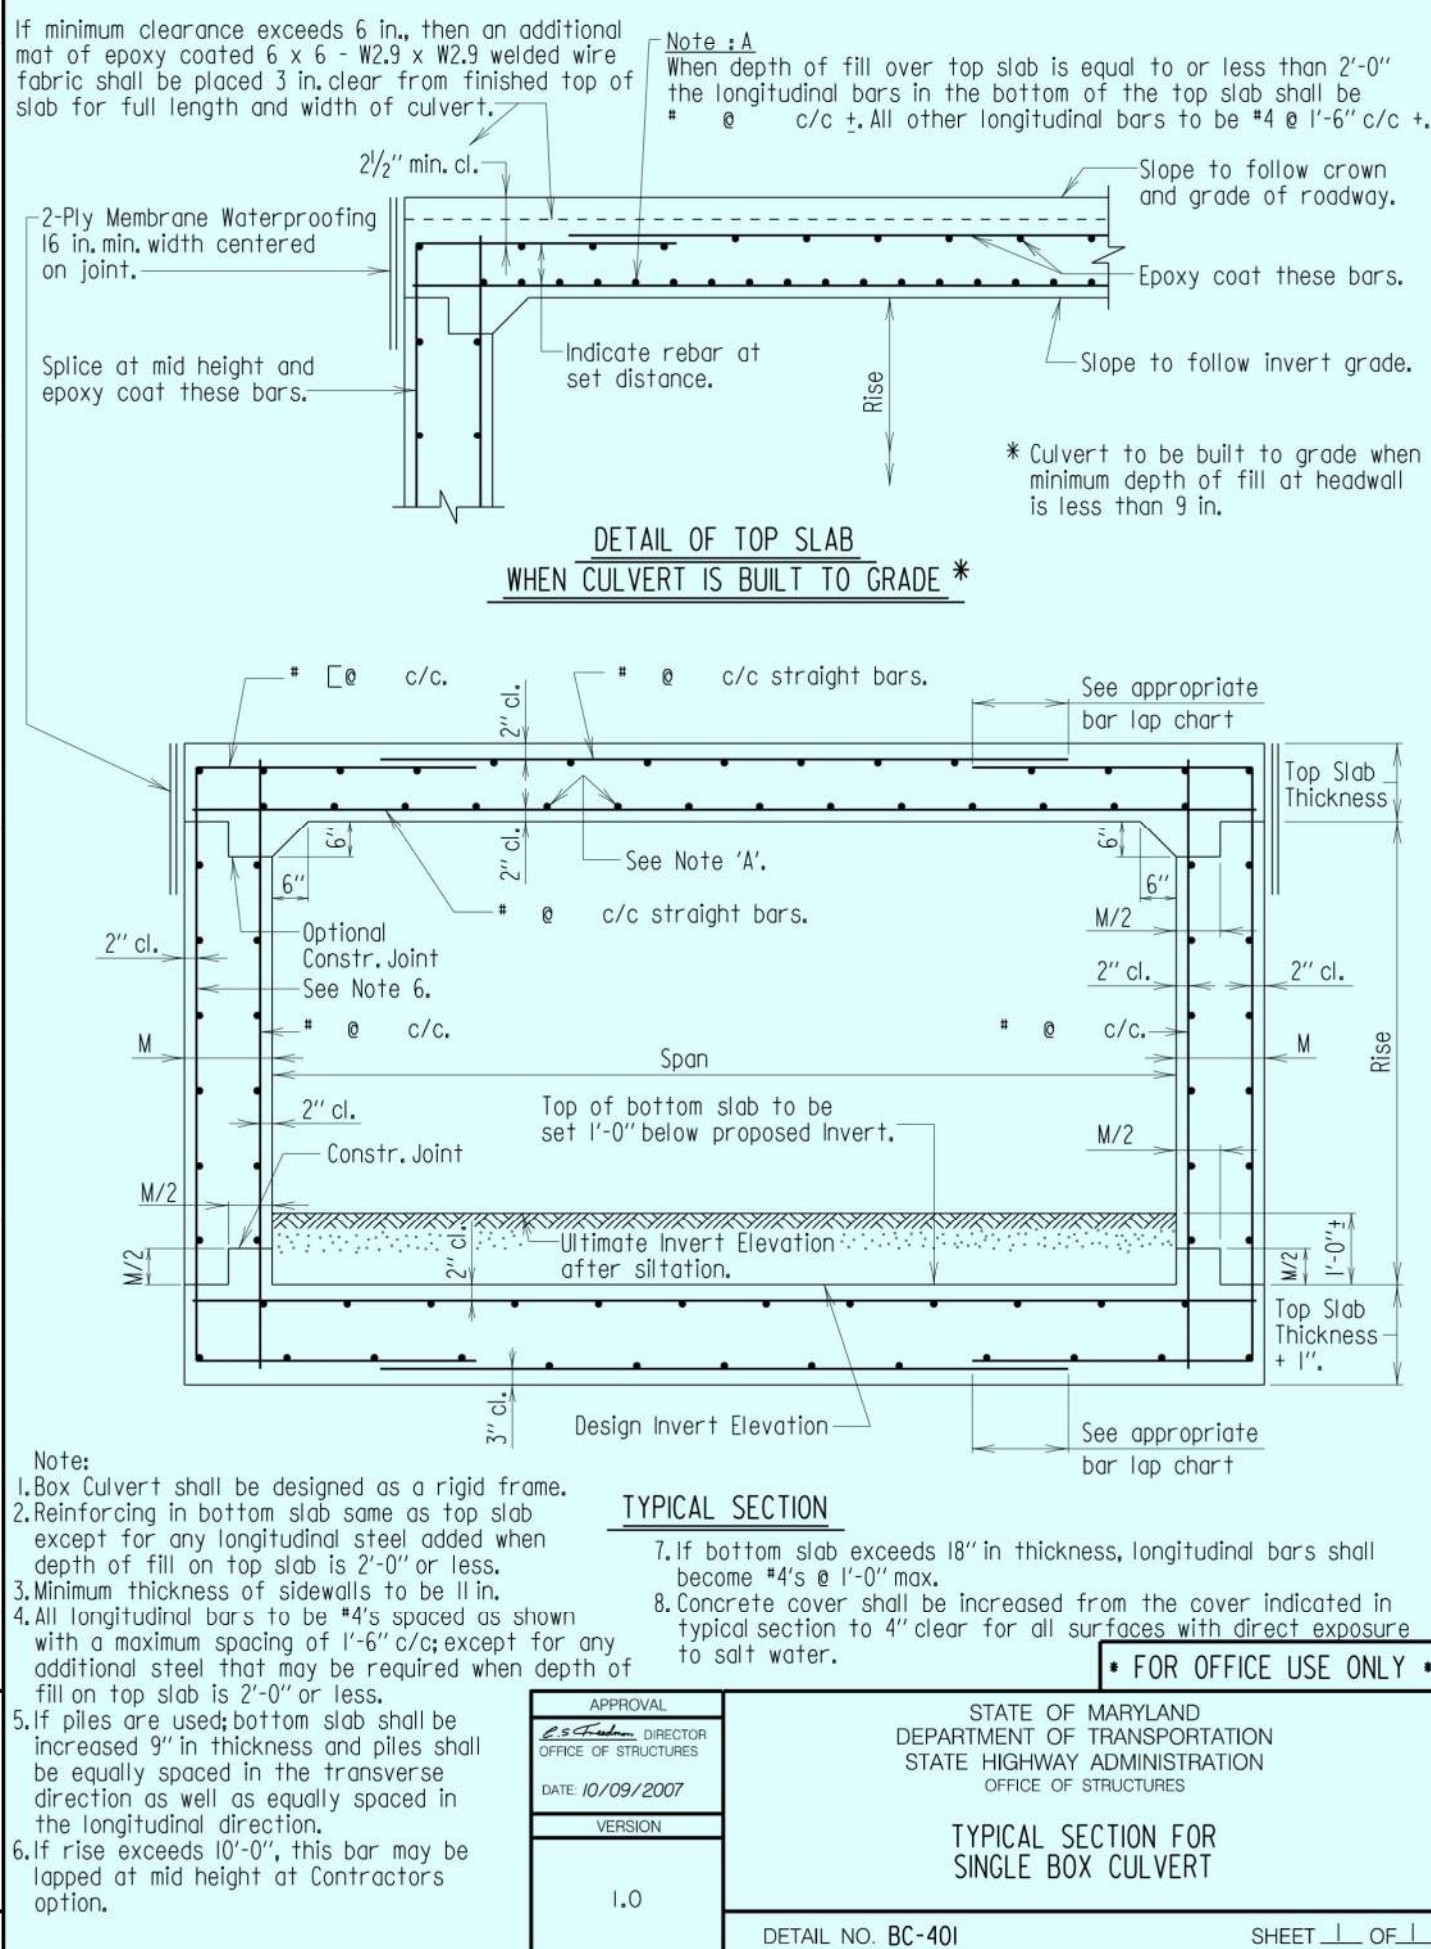 If minimum clearance exceeds 6 in., then an additional
mat of epoxy coated 6 x 6 - W2.9 x W2.9 welded wire
fabric shall be placed 3 in. clear from finished top of
slab for full length and width of culvert.
Note : A
When depth of fill over top slab is equal to or less than 2'-0"
the longitudinal bars in the bottom of the top slab shall be
# @ c/c ±. All other longitudinal bars to be #4 @ 1'-6" c/c +.
2½" min. cl.
Slope to follow crown
and grade of roadway.
2-Ply Membrane Waterproofing
16 in. min. width centered
on joint.
Epoxy coat these bars.
Indicate rebar at
set distance.
Slope to follow invert grade.
Splice at mid height and
epoxy coat these bars.
Rise
* Culvert to be built to grade when
minimum depth of fill at headwall
is less than 9 in.
DETAIL OF TOP SLAB
WHEN CULVERT IS BUILT TO GRADE *
# [@ c/c.
2" cl.
# @ c/c straight bars.
See appropriate
bar lap chart
Top Slab
Thickness
6"
6"
2" cl.
See Note 'A'.
6"
6"
# @ c/c straight bars.
M/2
Optional
Constr. Joint
2" cl.
See Note 6.
2" cl.
2" cl.
# @ c/c.
# @ c/c.
M
Span
M
Rise
2" cl.
Top of bottom slab to be
set 1'-0" below proposed Invert.
Constr. Joint
M/2
M/2
M/2
2" cl.
Ultimate Invert Elevation
after siltation.
M/2
1'-0"±
Top Slab
Thickness
+ 1".
3" cl.
Design Invert Elevation
See appropriate
bar lap chart
TYPICAL SECTION
Note:
1. Box Culvert shall be designed as a rigid frame.
2. Reinforcing in bottom slab same as top slab
except for any longitudinal steel added when
depth of fill on top slab is 2'-0" or less.
3. Minimum thickness of sidewalls to be 11 in.
4. All longitudinal bars to be #4's spaced as shown
with a maximum spacing of 1'-6" c/c; except for any
additional steel that may be required when depth of
fill on top slab is 2'-0" or less.
5. If piles are used; bottom slab shall be
increased 9" in thickness and piles shall
be equally spaced in the transverse
direction as well as equally spaced in
the longitudinal direction.
6. If rise exceeds 10'-0", this bar may be
lapped at mid height at Contractors
option.
7. If bottom slab exceeds 18" in thickness, longitudinal bars shall
become #4's @ 1'-0" max.
8. Concrete cover shall be increased from the cover indicated in
typical section to 4" clear for all surfaces with direct exposure
to salt water.
* FOR OFFICE USE ONLY *
APPROVAL
E.S Freedman DIRECTOR
OFFICE OF STRUCTURES
DATE: 10/09/2007
VERSION
1.0
STATE OF MARYLAND
DEPARTMENT OF TRANSPORTATION
STATE HIGHWAY ADMINISTRATION
OFFICE OF STRUCTURES
TYPICAL SECTION FOR
SINGLE BOX CULVERT
DETAIL NO. BC-401
SHEET 1 OF 1